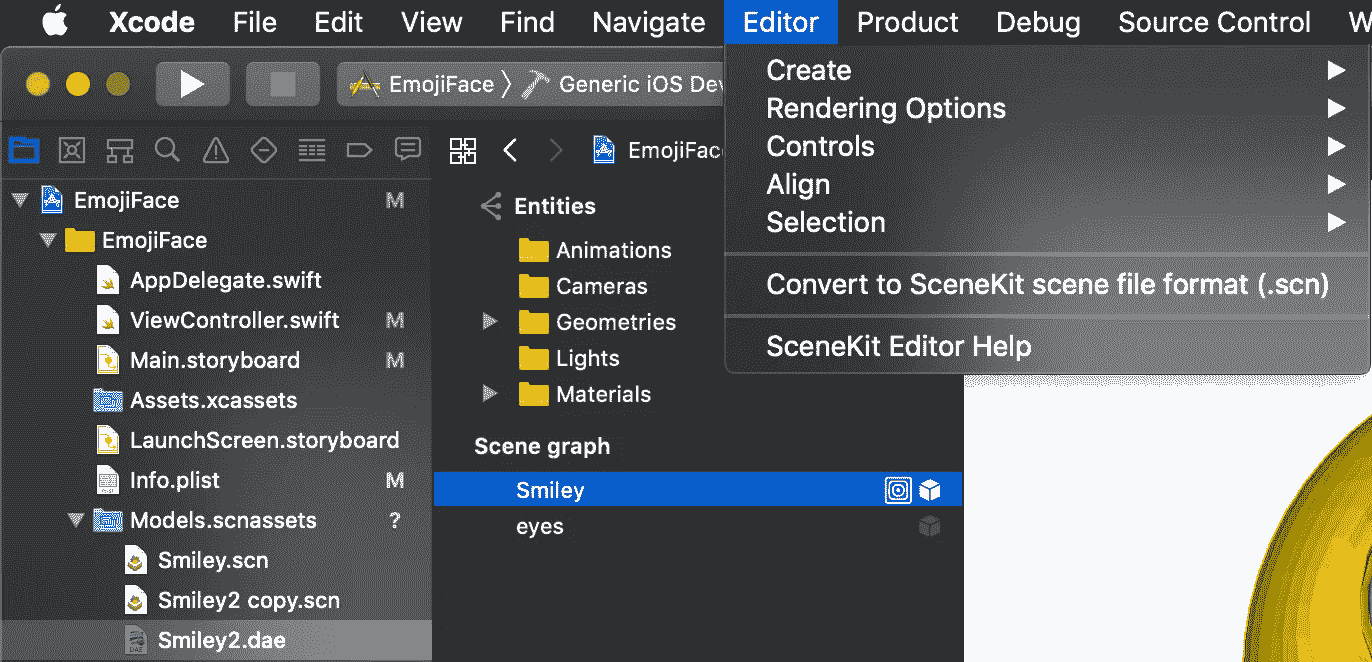 Xcode File Edit View Find Navigate Editor Product Debug Source Control W
EmojiFace Generic iOS Dev
EmojiFace
Create
Rendering Options
Controls
Align
Selection
Convert to SceneKit scene file format (.scn)
SceneKit Editor Help
EmojiFace M
EmojiFace
AppDelegate.swift
ViewController.swift M
Main.storyboard M
Assets.xcassets
LaunchScreen.storyboard
Info.plist M
Models.scnassets ?
Smiley.scn
Smiley2 copy.scn
DAE Smiley2.dae
Entities
Animations
Cameras
Geometries
Lights
Materials
Scene graph
Smiley
eyes